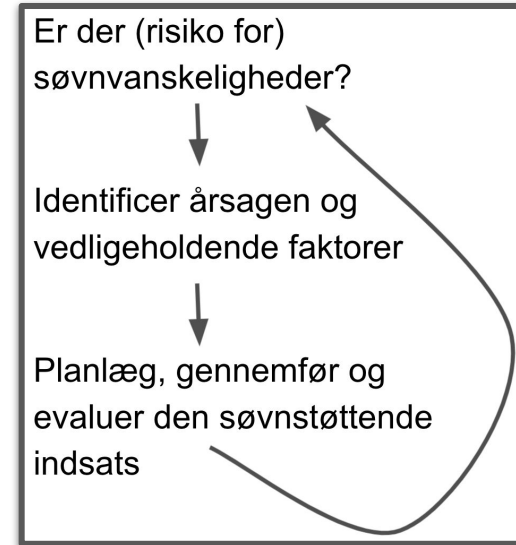 Er der (risiko for)
søvnvanskeligheder?
Identificer årsagen og
vedligeholdende faktorer
Planlæg, gennemfør og
evaluer den søvnstøttende
indsats